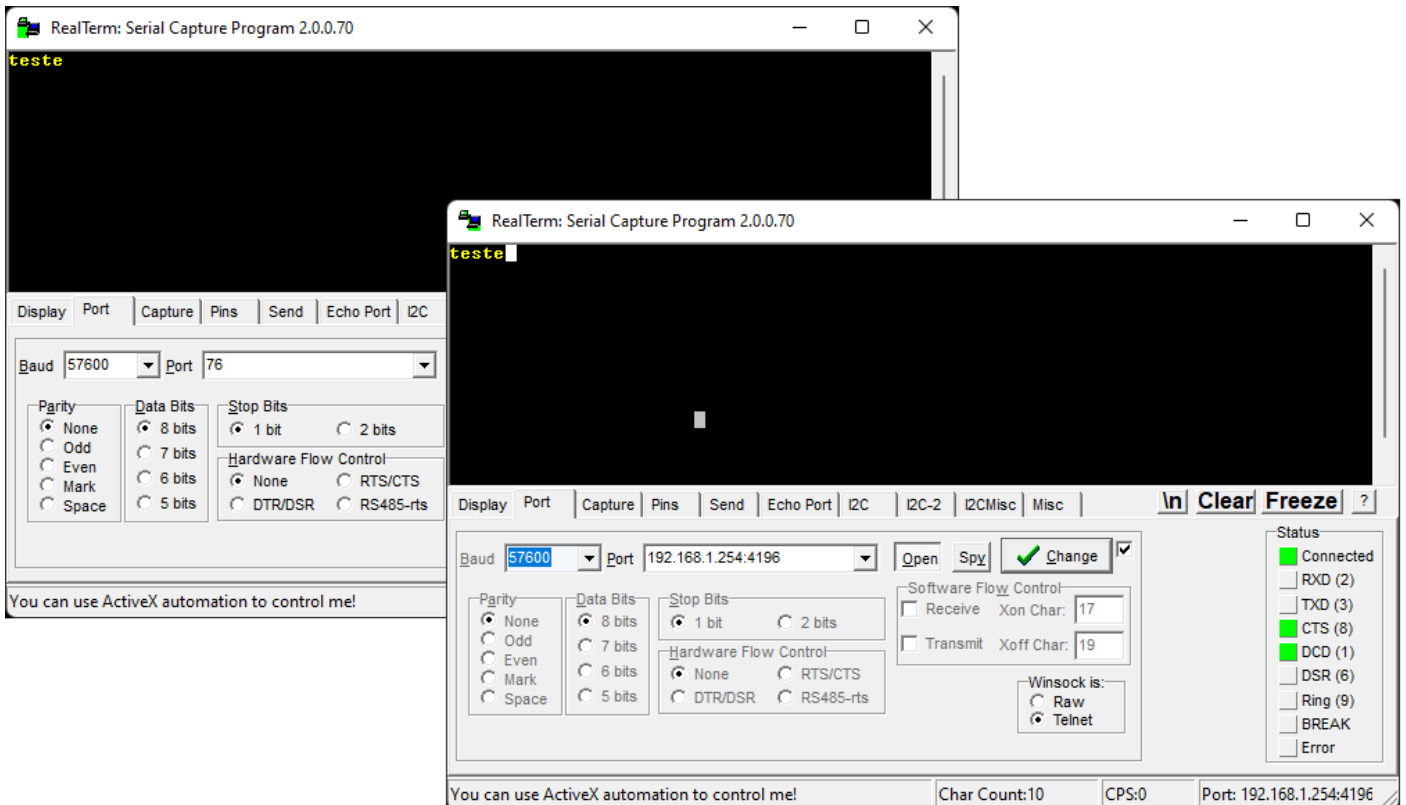 RealTerm: Serial Capture Program 2.0.0.70
teste
Display Port Capture Pins Send Echo Port I2C
Baud 57600 Port 76
Parity
None
Odd
Even
Mark
Space
Data Bits
8 bits
7 bits
6 bits
5 bits
Stop Bits
1 bit 2 bits
Hardware Flow Control
None RTS/CTS
DTR/DSR RS485-rts
You can use ActiveX automation to control me!
RealTerm: Serial Capture Program 2.0.0.70
teste
Display Port Capture Pins Send Echo Port I2C I2C-2 I2CMisc Misc \n Clear Freeze ?
Baud 57600 Port 192.168.1.254:4196 Open Spy Change
Parity
None
Odd
Even
Mark
Space
Data Bits
8 bits
7 bits
6 bits
5 bits
Stop Bits
1 bit 2 bits
Hardware Flow Control
None RTS/CTS
DTR/DSR RS485-rts
Software Flow Control
Receive Xon Char: 17
Transmit Xoff Char: 19
Winsock is:
Raw
Telnet
Status
Connected
RXD (2)
TXD (3)
CTS (8)
DCD (1)
DSR (6)
Ring (9)
BREAK
Error
You can use ActiveX automation to control me! Char Count:10 CPS:0 Port: 192.168.1.254:4196